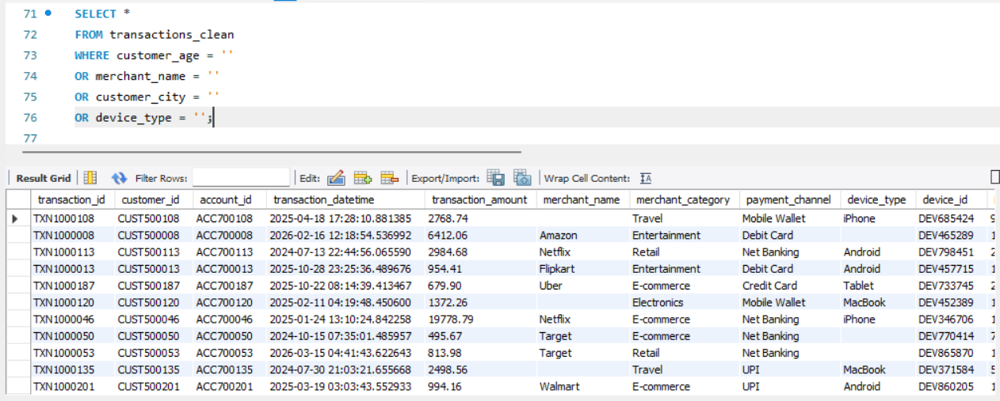 71 SELECT *
72 FROM transactions_clean
73 WHERE customer_age = ''
74 OR merchant_name = ''
75 OR customer_city = ''
76 OR device_type = '';
77
Result Grid Filter Rows: Edit: Export/Import: Wrap Cell Content: IA
transaction_id customer_id account_id transaction_datetime transaction_amount merchant_name merchant_category payment_channel device_type device_id
TXN1000108 CUST500108 ACC700108 2025-04-18 17:28:10.881385 2768.74 Travel Mobile Wallet iPhone DEV685424 9
TXN1000008 CUST500008 ACC700008 2026-02-16 12:18:54.536992 6412.06 Amazon Entertainment Debit Card DEV465289 1
TXN1000113 CUST500113 ACC700113 2024-07-13 22:44:56.065590 2984.68 Netflix Retail Net Banking Android DEV798451 2
TXN1000013 CUST500013 ACC700013 2025-10-28 23:25:36.489676 954.41 Flipkart Entertainment Debit Card Android DEV457715 1
TXN1000187 CUST500187 ACC700187 2025-10-22 08:14:39.413467 679.90 Uber E-commerce Credit Card Tablet DEV733745 2
TXN1000120 CUST500120 ACC700120 2025-02-11 04:19:48.450600 1372.26 Electronics Mobile Wallet MacBook DEV452389 1
TXN1000046 CUST500046 ACC700046 2025-01-24 13:10:24.842258 19778.79 Netflix E-commerce Net Banking iPhone DEV346706 1
TXN1000050 CUST500050 ACC700050 2024-10-15 07:35:01.485957 495.67 Target E-commerce Net Banking DEV770414 7
TXN1000053 CUST500053 ACC700053 2026-03-15 04:41:43.622643 813.98 Target Retail Net Banking DEV865870 1
TXN1000135 CUST500135 ACC700135 2024-07-30 21:03:21.655668 2498.56 Travel UPI MacBook DEV371584 5
TXN1000201 CUST500201 ACC700201 2025-03-19 03:03:43.552933 994.16 Walmart E-commerce UPI Android DEV860205 1